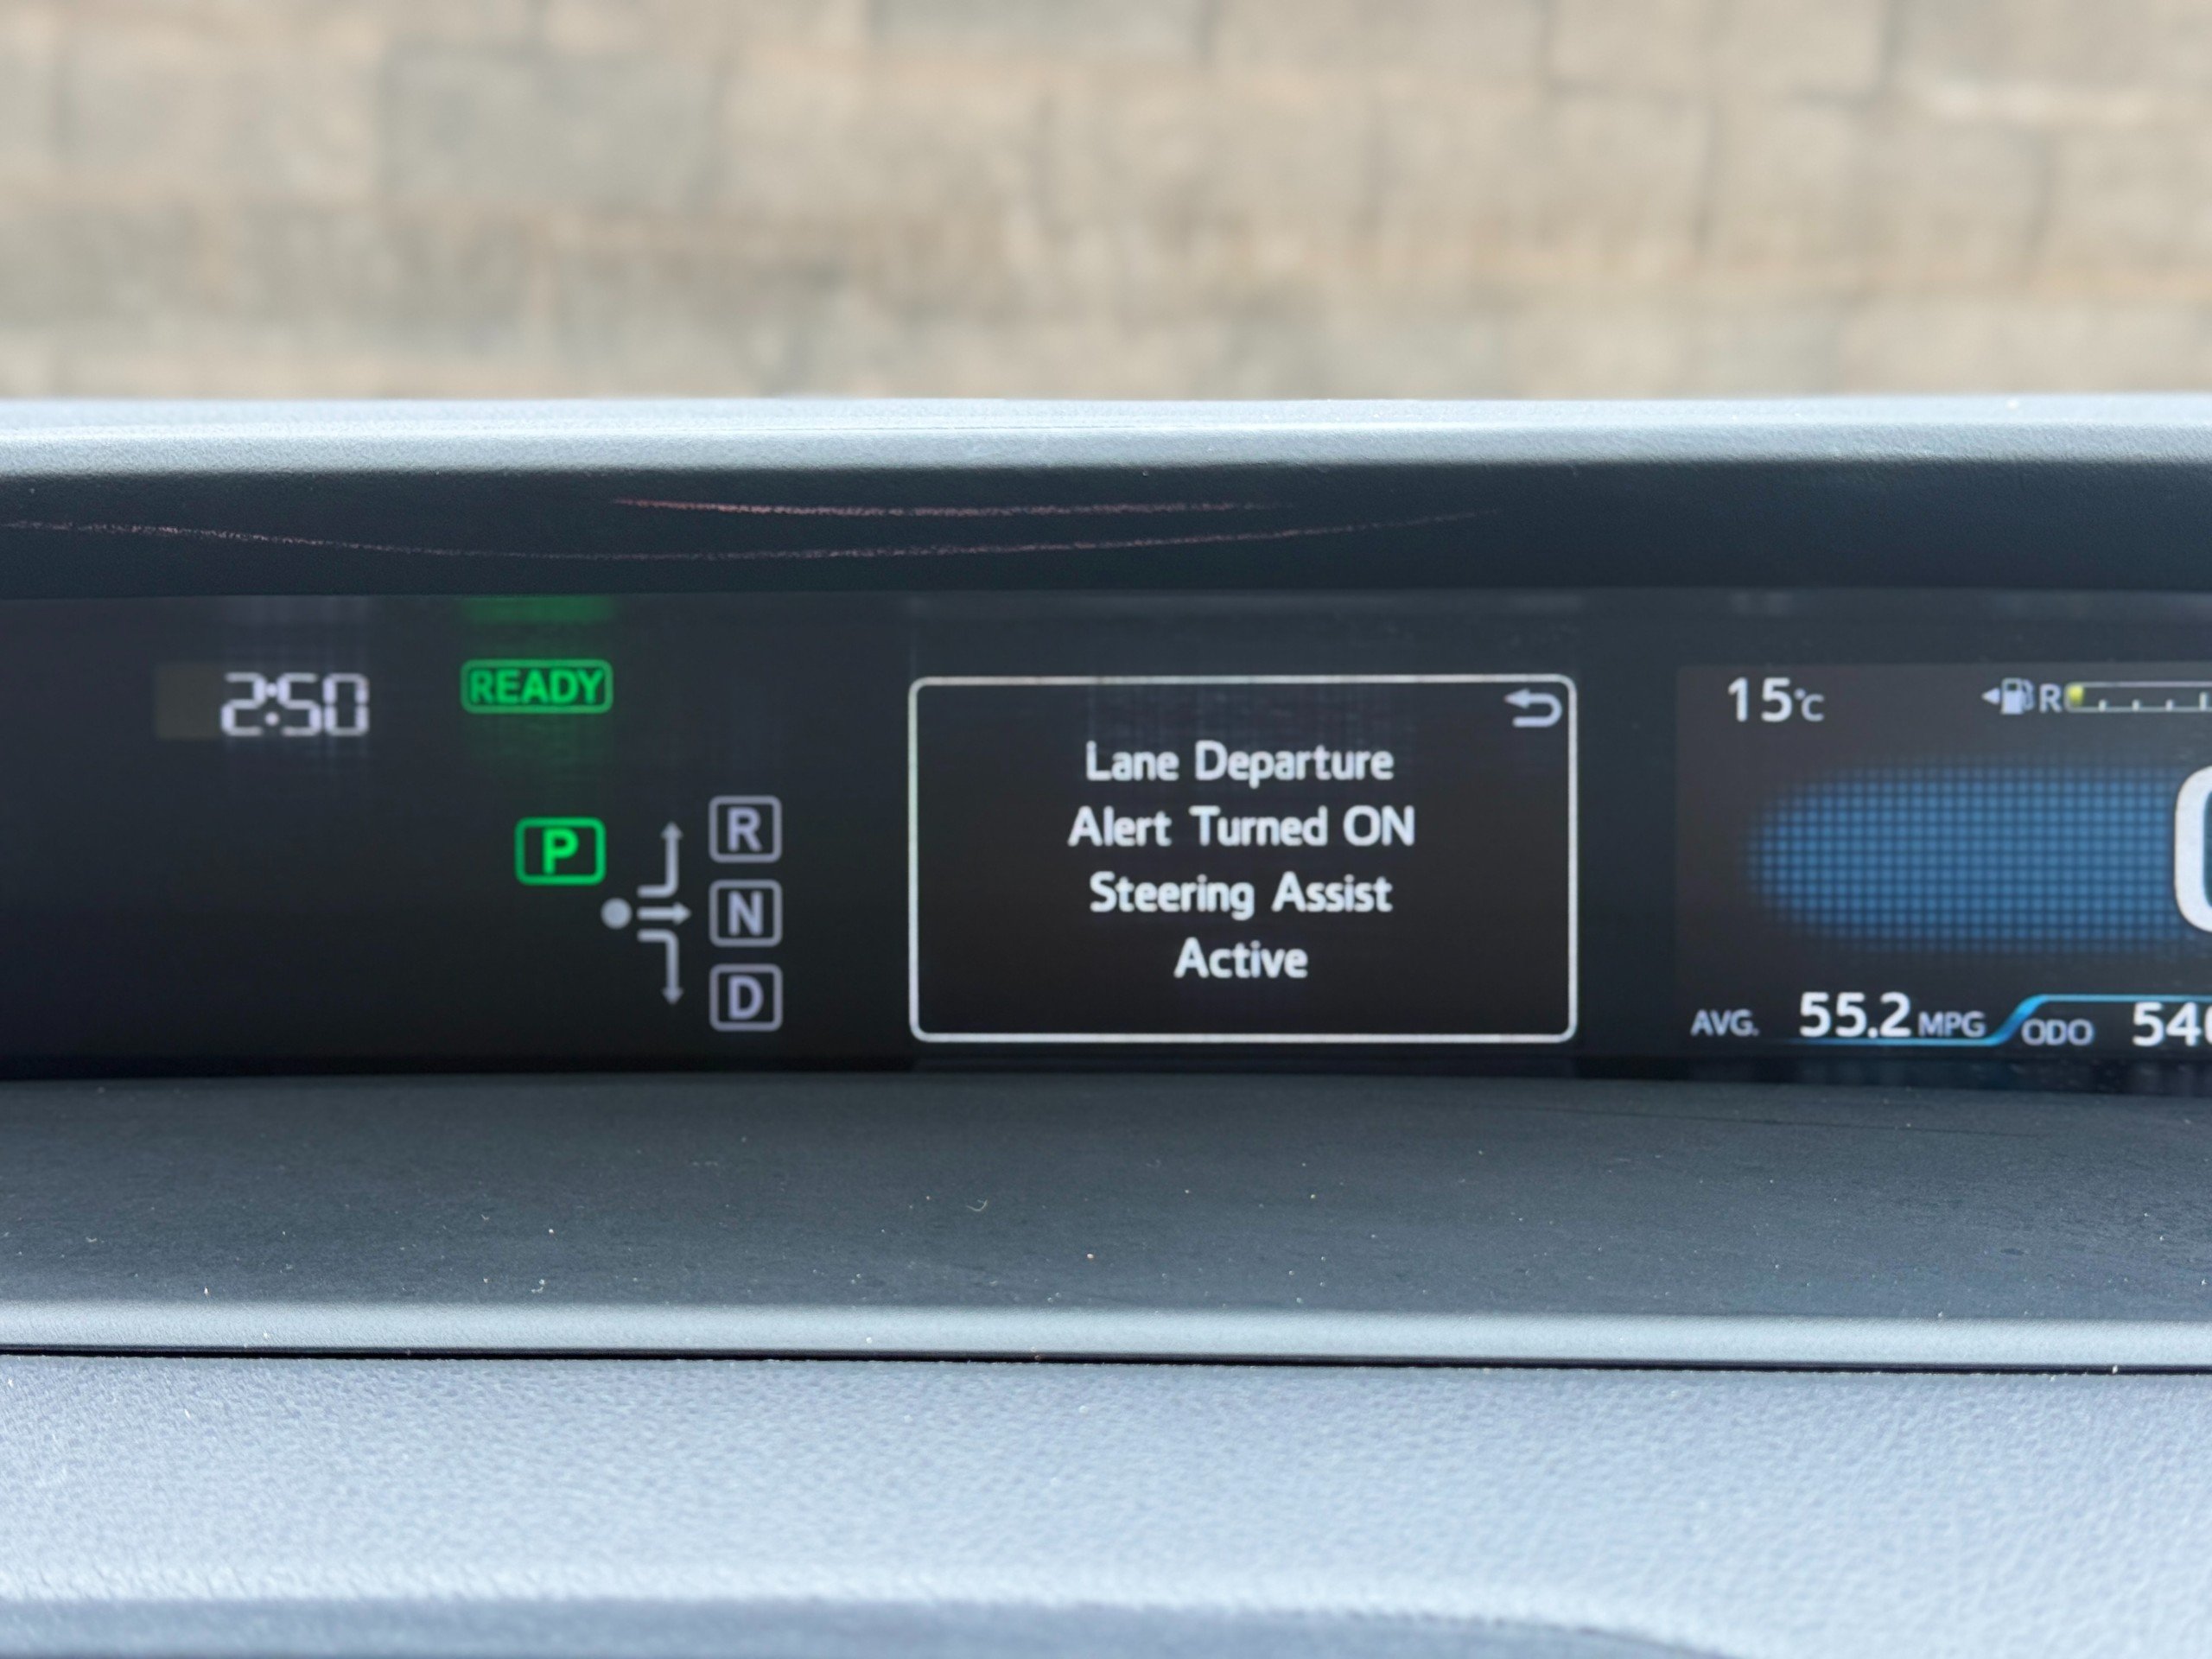 2:50
READY
P
R
N
D
Lane Departure
Alert Turned ON
Steering Assist
Active
15°C
R
AVG. 55.2 MPG
ODO